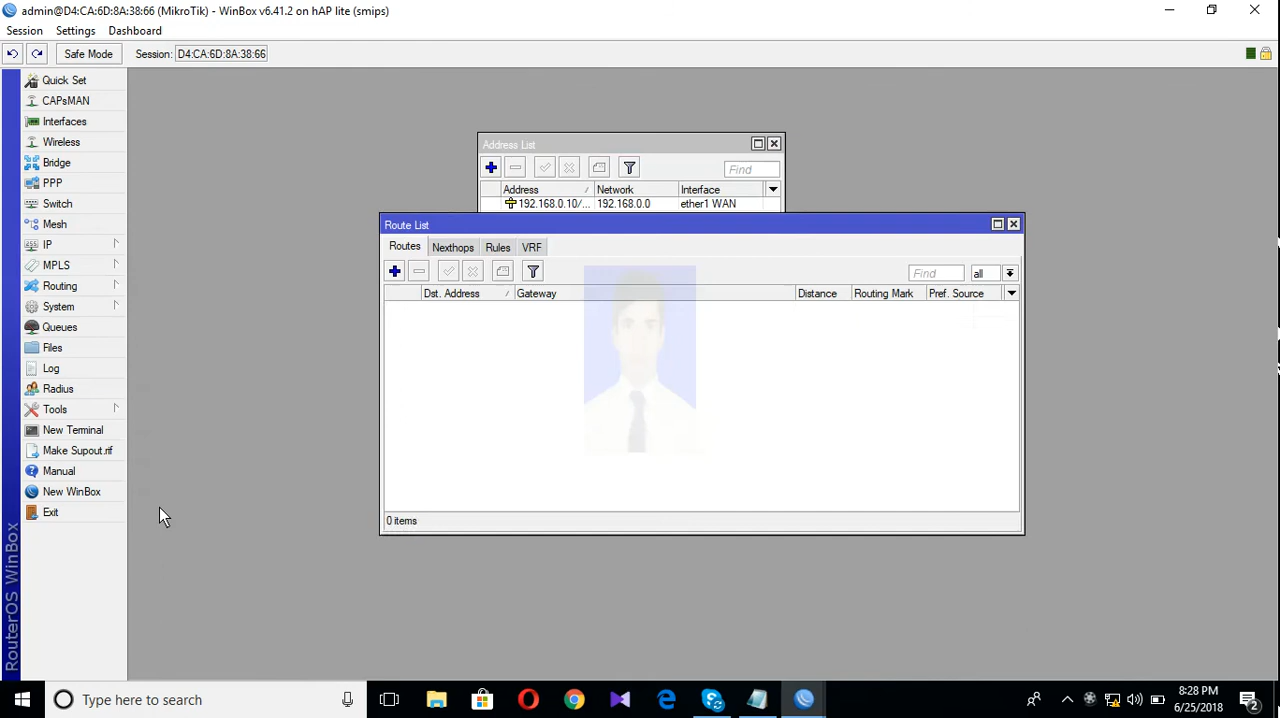 admin@D4:CA:6D:8A:38:66 (MikroTik) - WinBox v6.41.2 on hAP lite (smips)
Session Settings Dashboard
Safe Mode Session: D4:CA:6D:8A:38:66
Quick Set
CAPsMAN
Interfaces
Wireless
Bridge
PPP
Switch
Mesh
IP
MPLS
Routing
System
Queues
Files
Log
Radius
Tools
New Terminal
Make Supout.rif
Manual
New WinBox
Exit
RouterOS WinBox
Address List
Find
Address / Network Interface
192.168.0.10/... 192.168.0.0 ether1 WAN
Route List
Routes Nexthops Rules VRF
Find all
Dst. Address / Gateway Distance Routing Mark Pref. Source
0 items
Type here to search
8:28 PM
6/25/2018
2